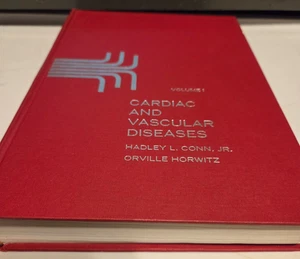 VOLUME I
CARDIAC
AND
VASCULAR
DISEASES
HADLEY L. CONN, JR.
ORVILLE HORWITZ